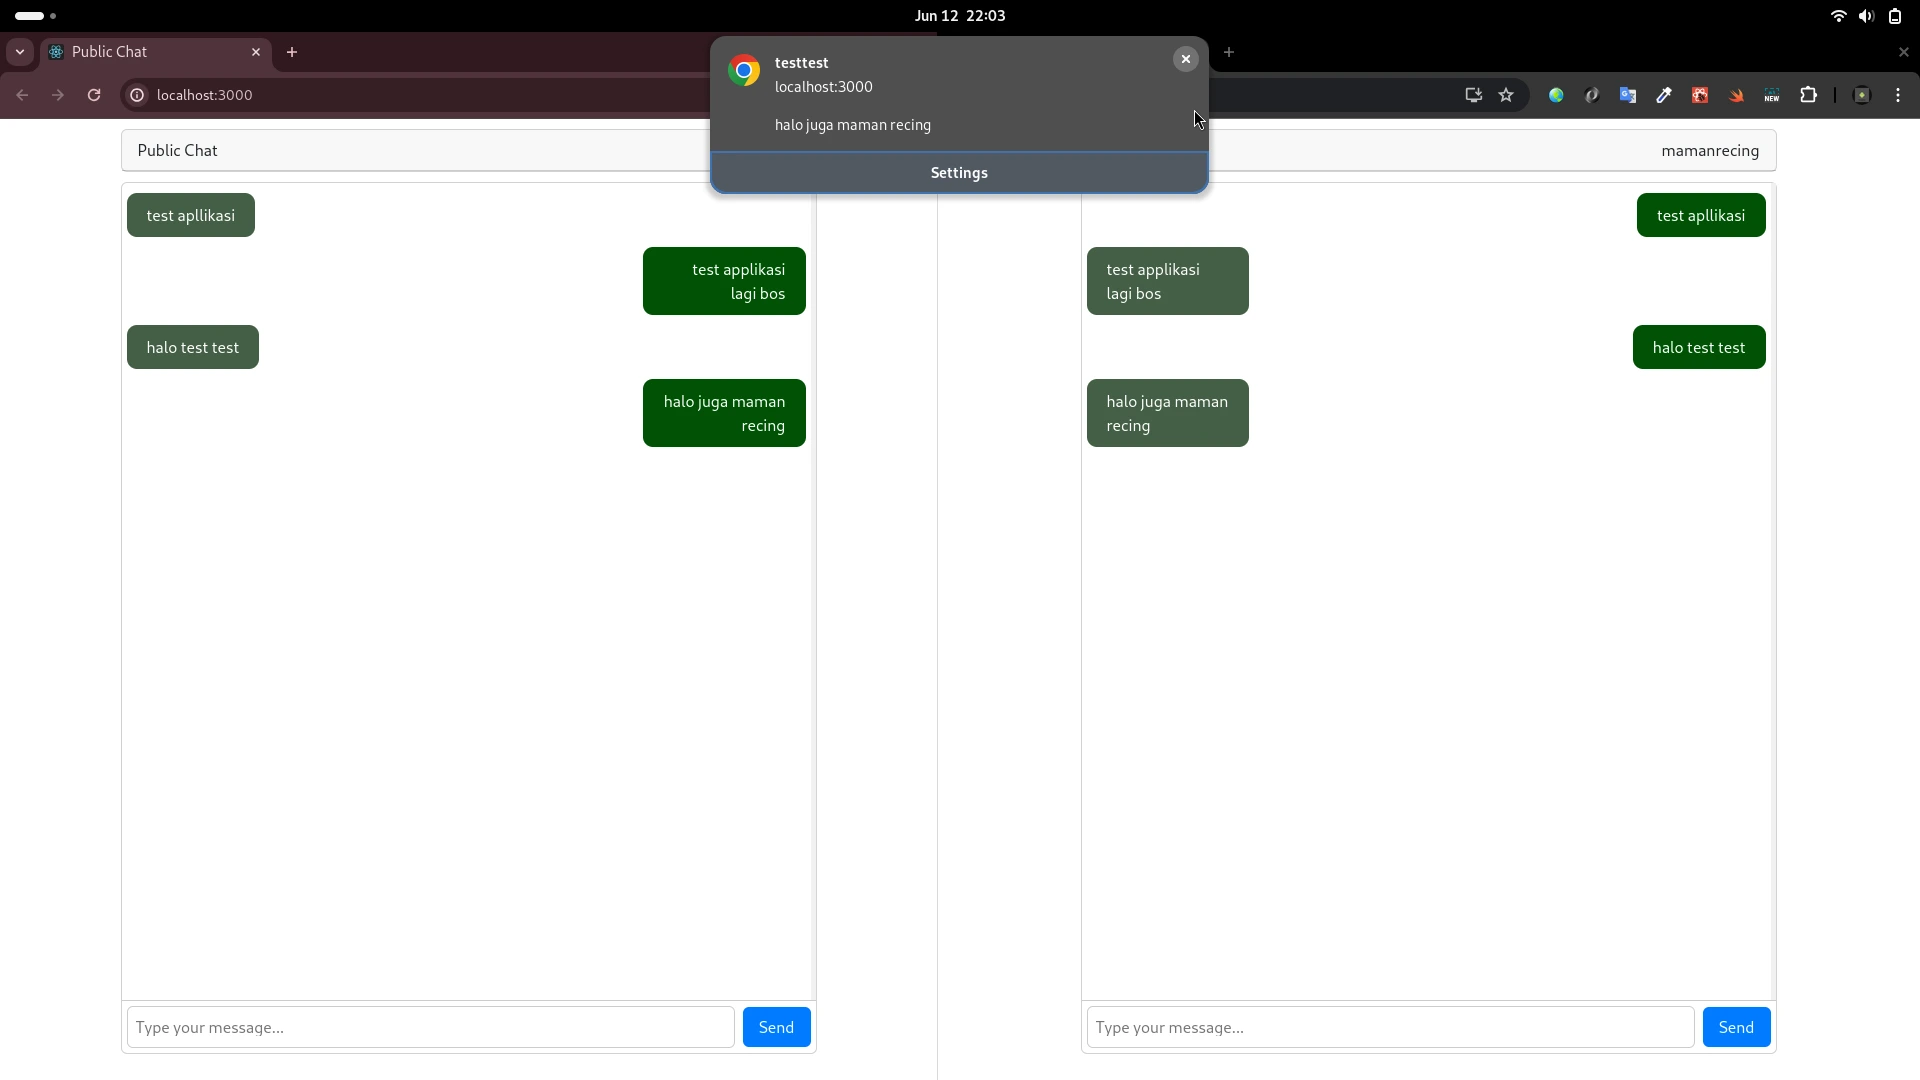 Jun 12 22:03
Public Chat
localhost:3000
testtest
localhost:3000
halo juga maman recing
Settings
NEW
Public Chat
test apllikasi
test applikasi
lagi bos
halo test test
halo juga maman
recing
Type your message...
Send
mamanrecing
test apllikasi
test applikasi
lagi bos
halo test test
halo juga maman
recing
Type your message...
Send